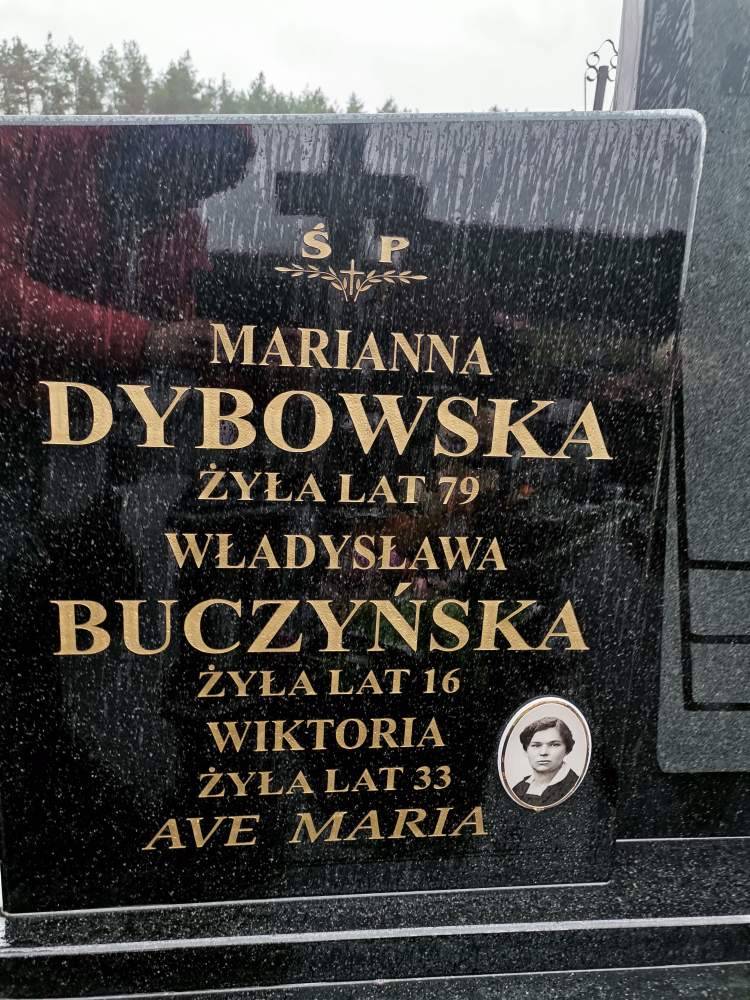 Ś P
MARIANNA
DYBOWSKA
ŻYŁA LAT 79
WŁADYSŁAWA
BUCZYŃSKA
ŻYŁA LAT 16
WIKTORIA
ŻYŁA LAT 33
AVE MARIA